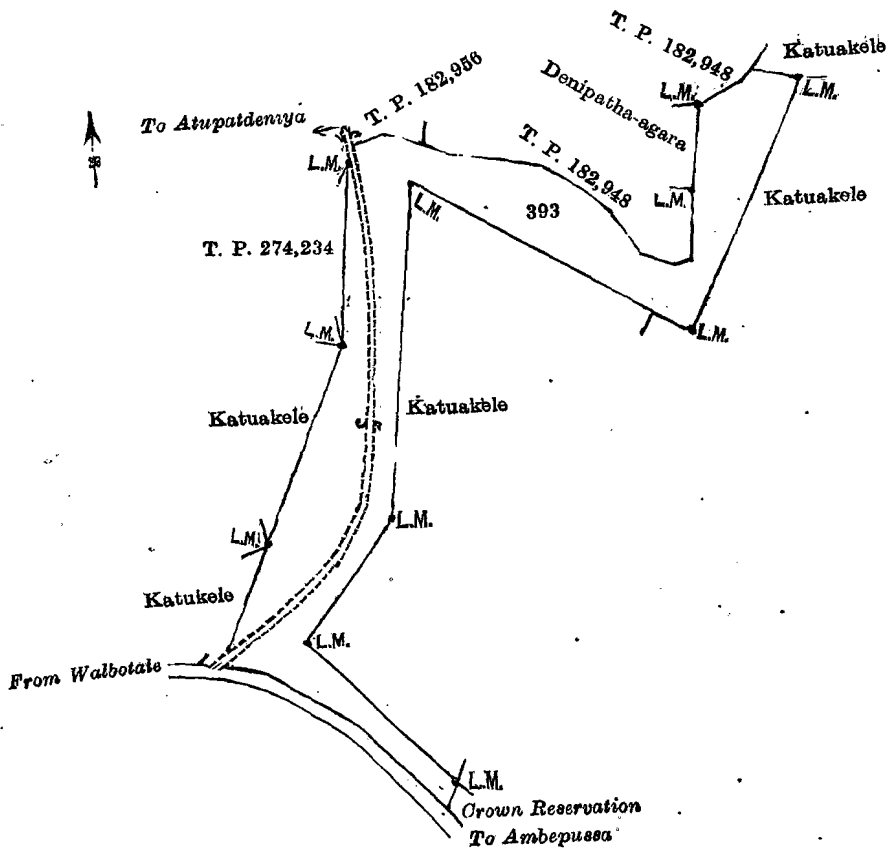 T. P. 182,948
Katuakele
L.M.
L.M.
Denipatha-agara
T. P. 182,956
To Atupatdeniya
L.M.
T. P. 182,948
L.M.
Katuakele
L.M.
393
T. P. 274,234
L.M.
L.M.
Katuakele
Katuakele
L.M.
L.M.
Katukele
L.M.
From Walbotale
L.M.
Crown Reservation
To Ambepussa